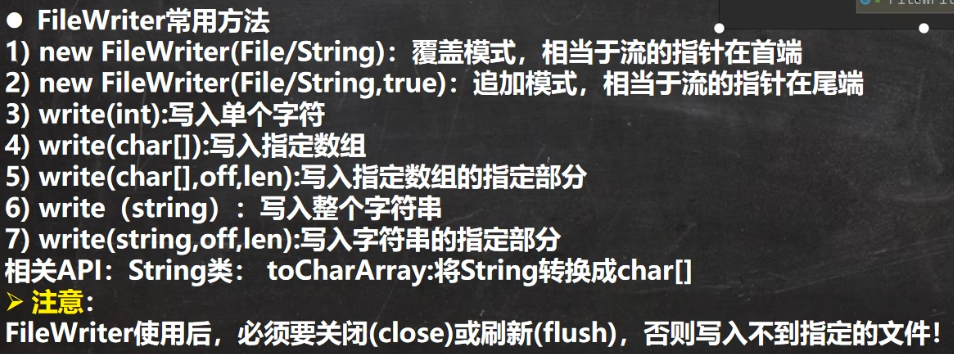 ● FileWriter常用方法
1) new FileWriter(File/String)：覆盖模式，相当于流的指针在首端
2) new FileWriter(File/String,true)：追加模式，相当于流的指针在尾端
3) write(int):写入单个字符
4) write(char[]):写入指定数组
5) write(char[],off,len):写入指定数组的指定部分
6) write（string）：写入整个字符串
7) write(string,off,len):写入字符串的指定部分
相关API：String类： toCharArray:将String转换成char[]
➢ 注意：
FileWriter使用后，必须要关闭(close)或刷新(flush)，否则写入不到指定的文件！